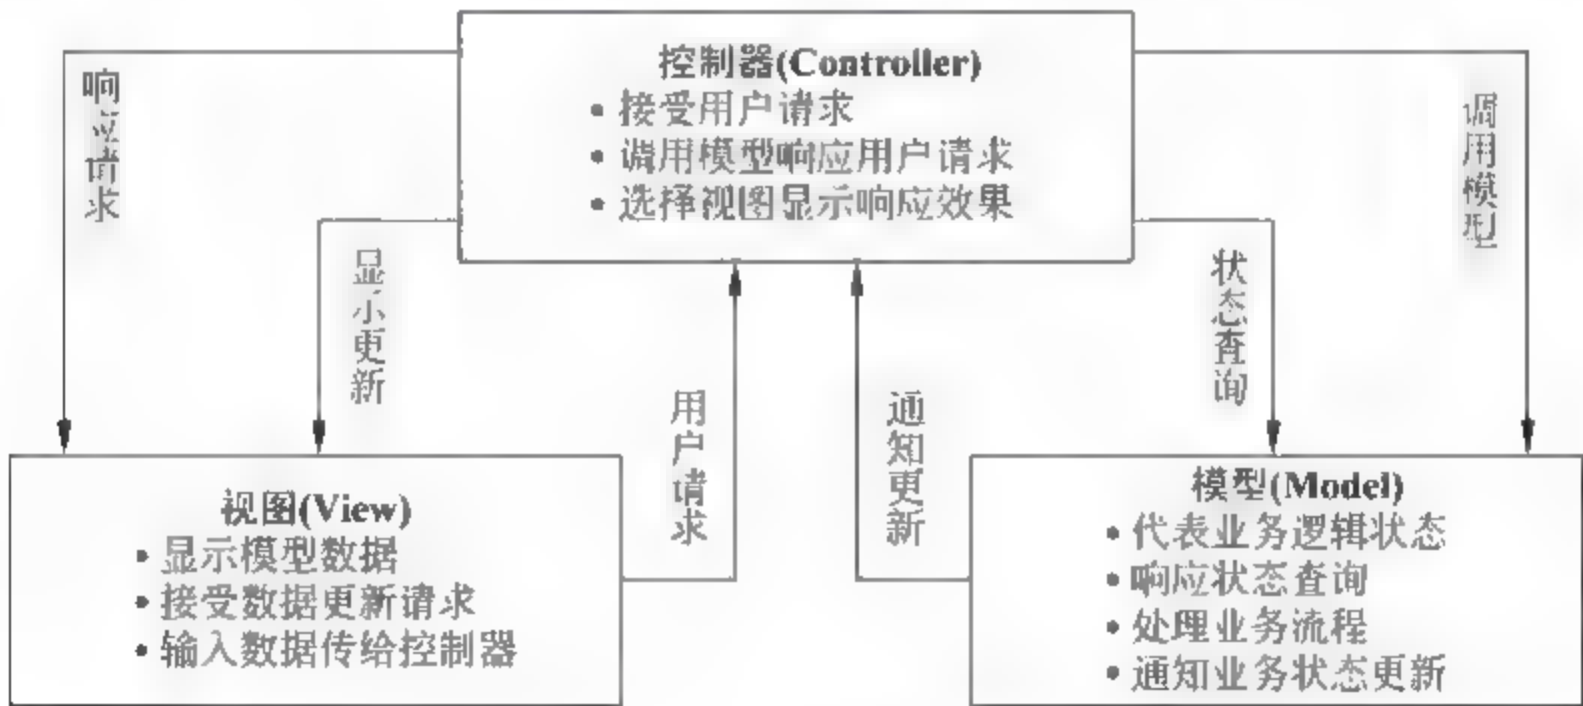 控制器(Controller)
• 接受用户请求
• 调用模型响应用户请求
• 选择视图显示响应效果
响应请求
显示更新
用户请求
通知更新
状态查询
调用模型
视图(View)
• 显示模型数据
• 接受数据更新请求
• 输入数据传给控制器
模型(Model)
• 代表业务逻辑状态
• 响应状态查询
• 处理业务流程
• 通知业务状态更新